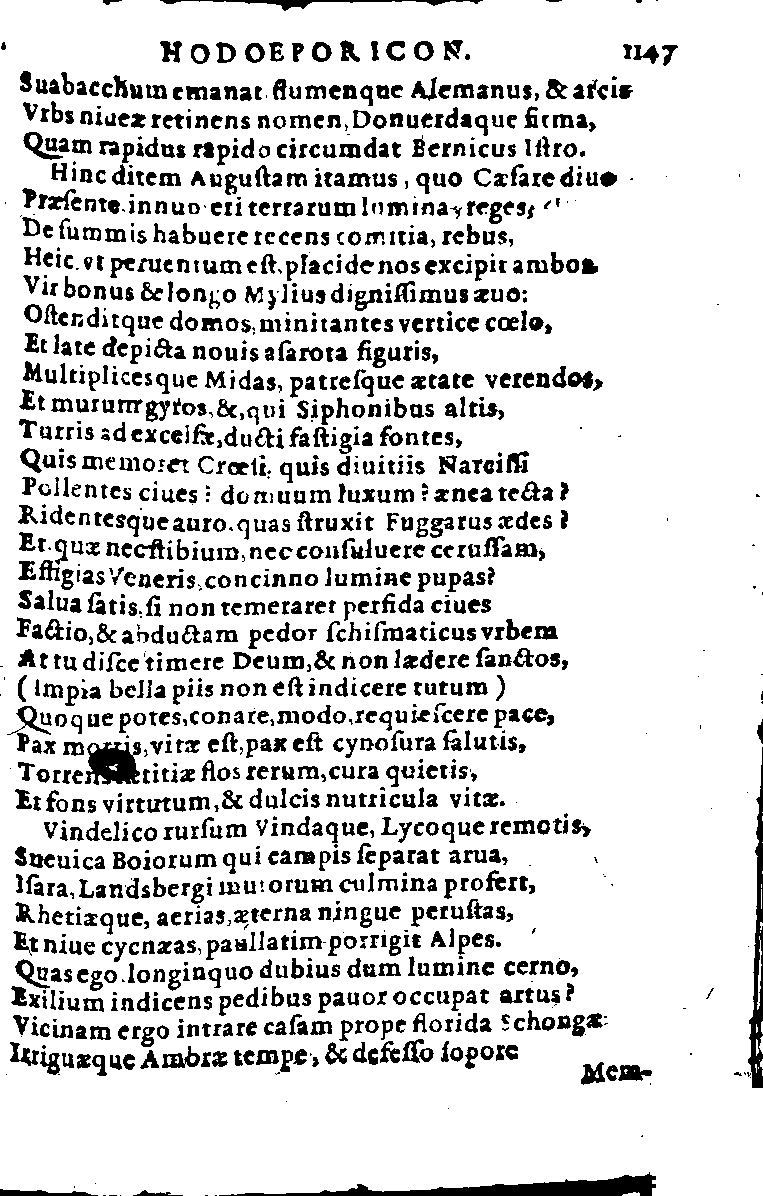 HODOEPORICON. 1147
Suabacchum emanat flumenque Alemanus, & arcis
Vrbs niueæ retinens nomen, Donuerdaque firma,
Quam rapidus rapido circumdat Bernicus Istro.
Hinc ditem Augustam itamus, quo Cæsare diuo
Præsente innuo eri terrarum lumina, reges,
De summis habuere recens comitia, rebus,
Heic vt peruentum est, placide nos excipit ambos
Vir bonus & longo Mylius dignissimus æuo:
Ostenditque domos, minitantes vertice cœlo,
Et late depicta nouis asarota figuris,
Multiplicesque Midas, patresque ætate verendos,
Et murum gyros, &, qui Siphonibus altis,
Turris ad excelsæ, ducti fastigia fontes,
Quis memoret Crœsi, quis diuitiis Narcissi
Pollentes ciues? domuum luxum? ænea tecta?
Ridentesque auro, quas struxit Fuggarus ædes?
Et quæ nec stibium, nec consuluere cerussam,
Effigias Veneris, concinno lumine pupas?
Salua satis, si non temeraret perfida ciues
Factio, & abductam pedor schismaticus vrbem
At tu disce timere Deum, & non lædere sanctos,
(Impia bella piis non est indicere tutum)
Quoque potes, conare, modo, requiescere pace,
Pax mortis, vitæ est, pax est cynosura salutis,
Torrens lætitiæ flos rerum, cura quietis,
Et fons virtutum, & dulcis nutricula vitæ.
Vindelico rursum Vindaque, Lycoque remotis,
Sueuica Boiorum qui campis separat arua,
Isara, Landsbergi mutorum culmina profert,
Rhetiæque, aerias, æterna ningue perustas,
Et niue cycnæas, paullatim porrigit Alpes.
Quas ego longinquo dubius dum lumine cerno,
Exilium indicens pedibus pauor occupat artus?
Vicinam ergo intrare casam prope florida Schongæ
Irriguæque Ambræ tempe, & defesso sopore
Mem-